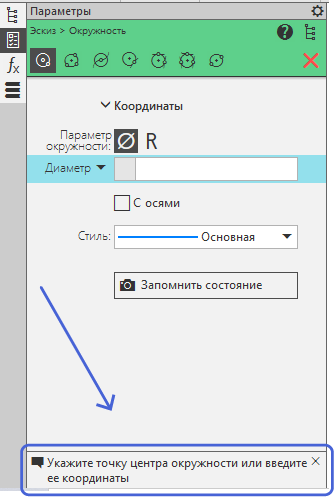 Параметры
Эскиз > Окружность
?
fx
Координаты
Параметр
окружности:
Ø R
Диаметр
С осями
Стиль:
Основная
Запомнить состояние
Укажите точку центра окружности или введите
ее координаты